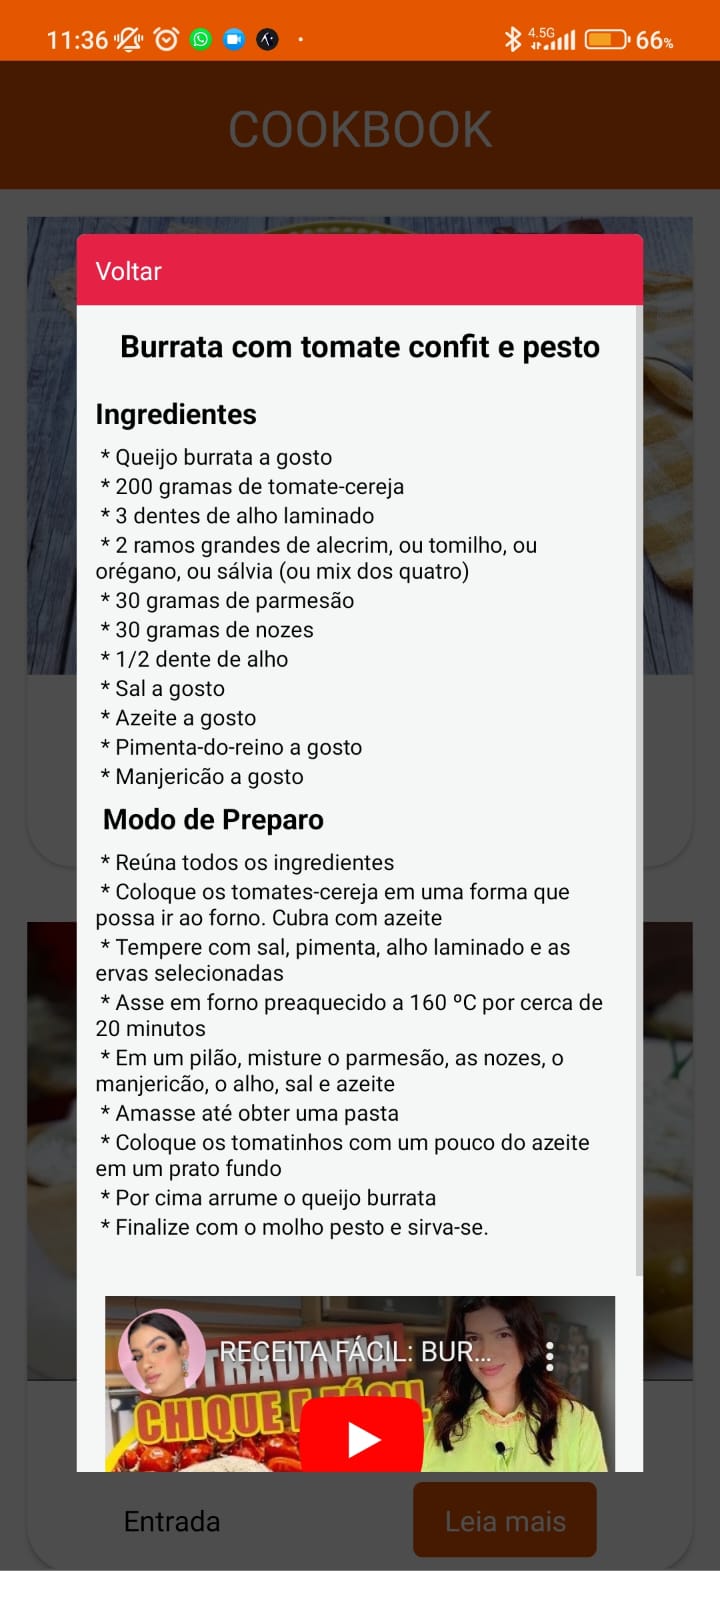 11:36
4.5G
66%
COOKBOOK
Voltar
Burrata com tomate confit e pesto
Ingredientes
* Queijo burrata a gosto
* 200 gramas de tomate-cereja
* 3 dentes de alho laminado
* 2 ramos grandes de alecrim, ou tomilho, ou
orégano, ou sálvia (ou mix dos quatro)
* 30 gramas de parmesão
* 30 gramas de nozes
* 1/2 dente de alho
* Sal a gosto
* Azeite a gosto
* Pimenta-do-reino a gosto
* Manjericão a gosto
Modo de Preparo
* Reúna todos os ingredientes
* Coloque os tomates-cereja em uma forma que
possa ir ao forno. Cubra com azeite
* Tempere com sal, pimenta, alho laminado e as
ervas selecionadas
* Asse em forno preaquecido a 160 ºC por cerca de
20 minutos
* Em um pilão, misture o parmesão, as nozes, o
manjericão, o alho, sal e azeite
* Amasse até obter uma pasta
* Coloque os tomatinhos com um pouco do azeite
em um prato fundo
* Por cima arrume o queijo burrata
* Finalize com o molho pesto e sirva-se.
RECEITA FÁCIL: BUR...
CHIQUE
Entrada
Leia mais